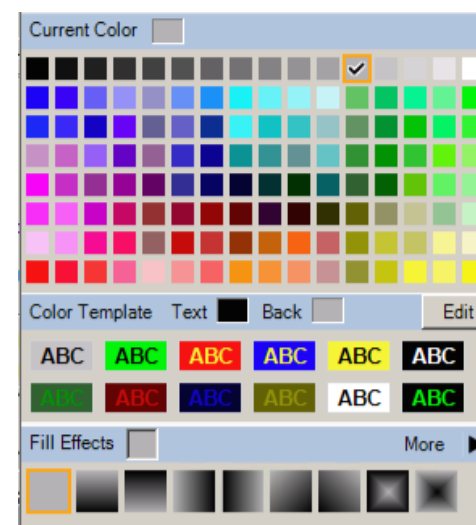 Current Color
Color Template Text Back Edit
ABC ABC ABC ABC ABC ABC
ABC ABC ABC ABC ABC ABC
Fill Effects More